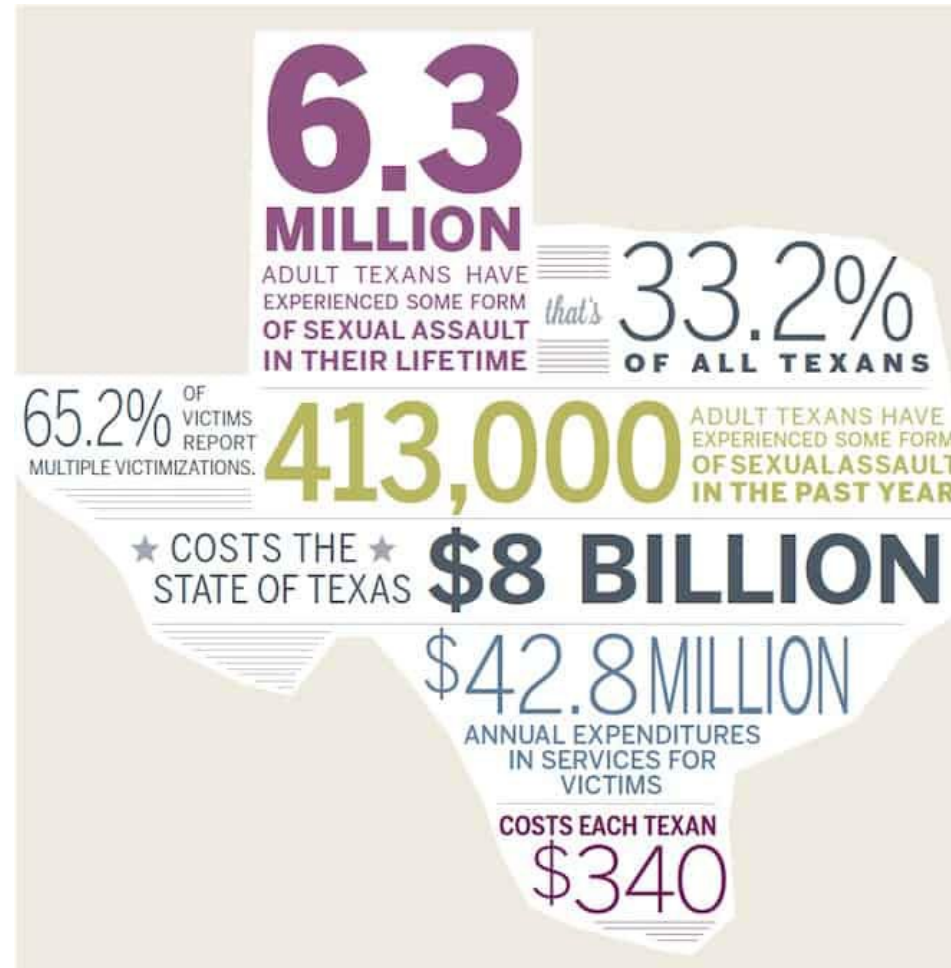 6.3
MILLION
ADULT TEXANS HAVE
EXPERIENCED SOME FORM
OF SEXUAL ASSAULT
IN THEIR LIFETIME
that's
33.2%
OF ALL TEXANS
65.2%
OF
VICTIMS
REPORT
MULTIPLE VICTIMIZATIONS.
413,000
ADULT TEXANS HAVE
EXPERIENCED SOME FORM
OF SEXUAL ASSAULT
IN THE PAST YEAR
COSTS THE
STATE OF TEXAS
$8 BILLION
$42.8 MILLION
ANNUAL EXPENDITURES
IN SERVICES FOR
VICTIMS
COSTS EACH TEXAN
$340